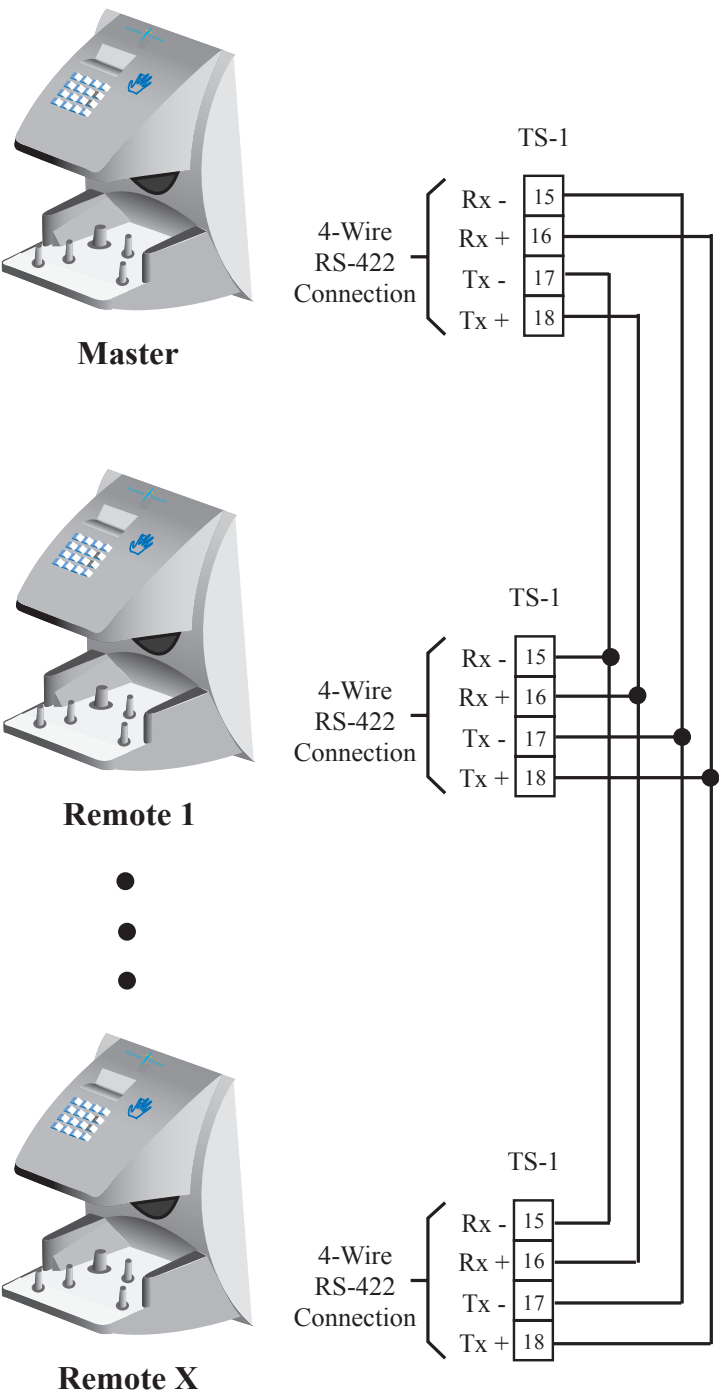 TS-1
4-Wire
RS-422
Connection
Rx - 15
Rx + 16
Tx - 17
Tx + 18
Master
TS-1
4-Wire
RS-422
Connection
Rx - 15
Rx + 16
Tx - 17
Tx + 18
Remote 1
TS-1
4-Wire
RS-422
Connection
Rx - 15
Rx + 16
Tx - 17
Tx + 18
Remote X